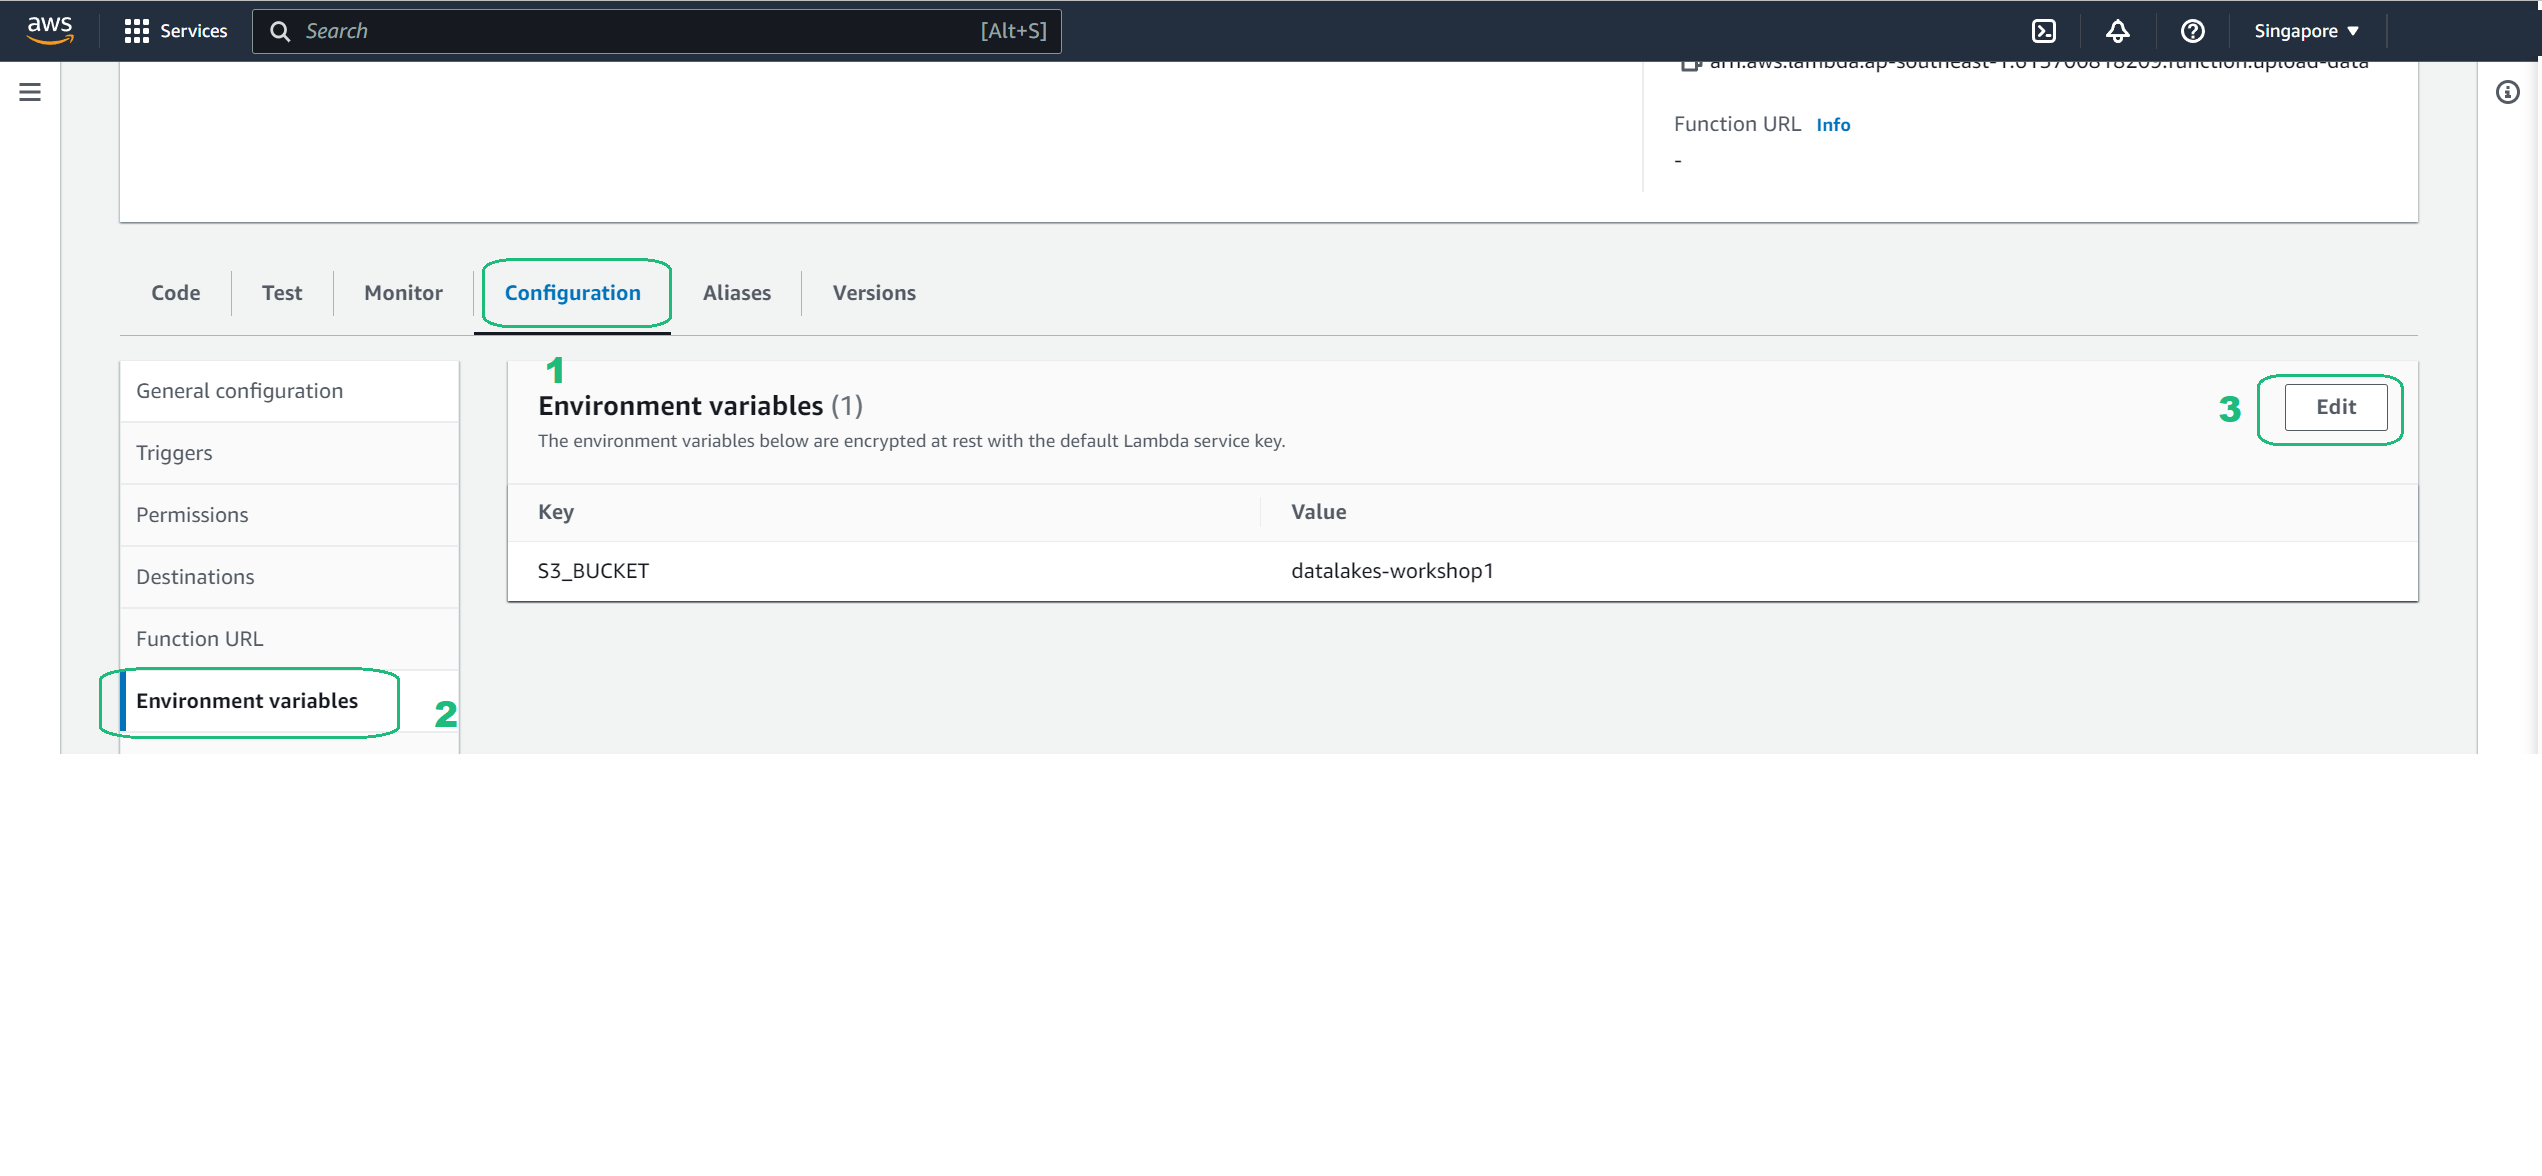 aws
Services
Search
[Alt+S]
Singapore
Function URL Info
-
Code
Test
Monitor
Configuration
Aliases
Versions
1
General configuration
Triggers
Permissions
Destinations
Function URL
Environment variables
2
Environment variables (1)
The environment variables below are encrypted at rest with the default Lambda service key.
3
Edit
Key
Value
S3_BUCKET
datalakes-workshop1